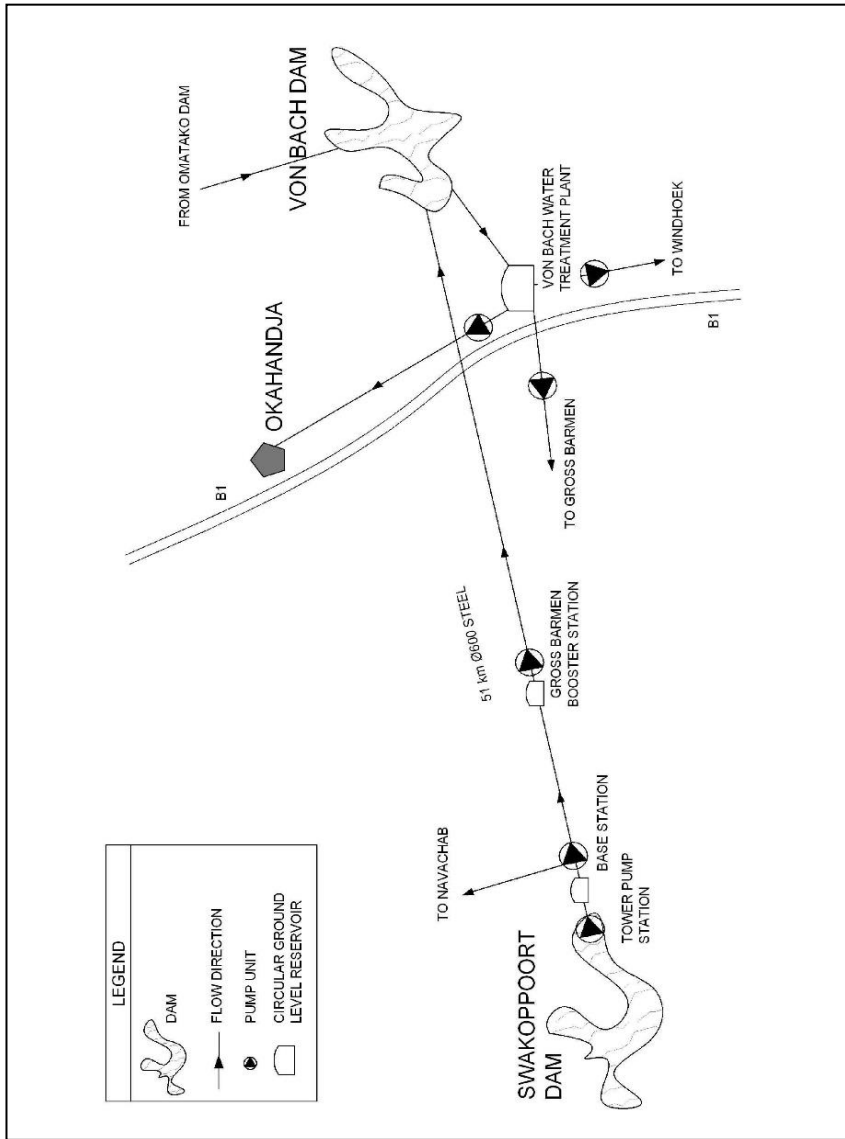 FROM OMATAKO DAM
VON BACH DAM
OKAHANDJA
B1
VON BACH WATER
TREATMENT PLANT
TO WINDHOEK
B1
TO GROSS BARMEN
51 km Ø600 STEEL
GROSS BARMEN
BOOSTER STATION
TO NAVACHAB
BASE STATION
TOWER PUMP
STATION
SWAKOPPOORT
DAM
LEGEND
DAM
FLOW DIRECTION
PUMP UNIT
CIRCULAR GROUND
LEVEL RESERVOIR